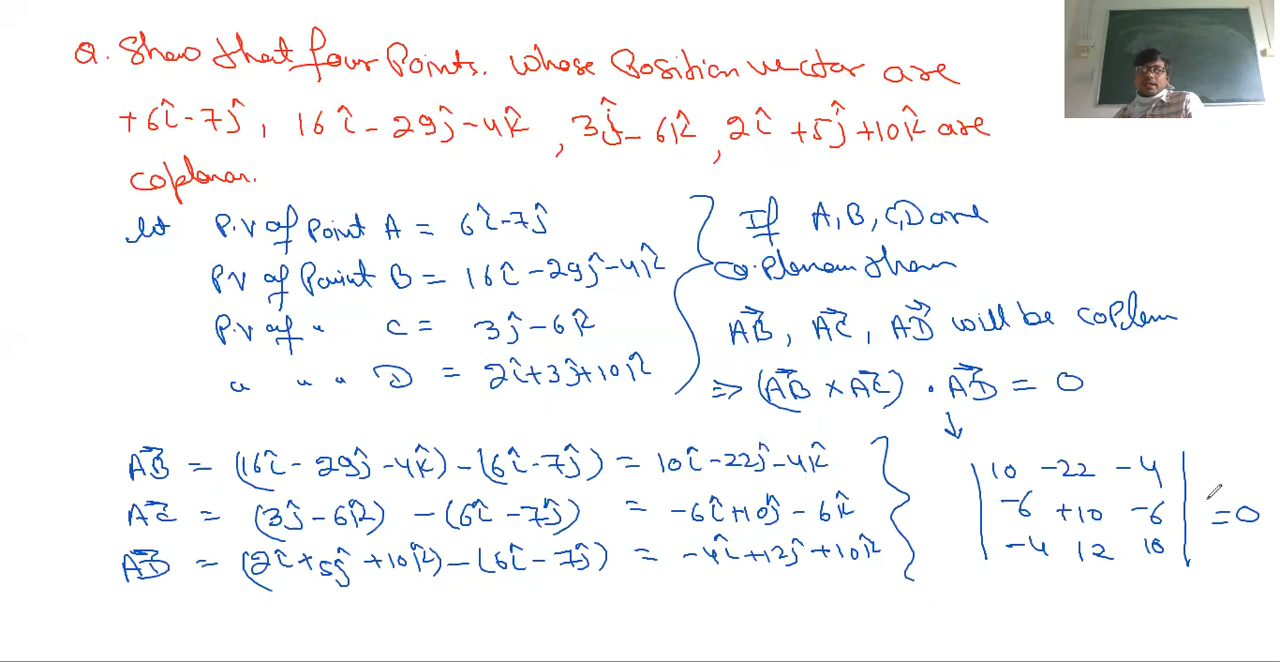 Q. Show that four Points. Whose Position vector are
+6î - 7ĵ, 16î - 29ĵ - 4k̂, 3ĵ - 6k̂, 2î + 5ĵ + 10k̂ are
coplanar.
let P.V of Point A = 6î - 7ĵ
PV of Point B = 16î - 29ĵ - 4k̂
P.V of " C = 3ĵ - 6k̂
" " " D = 2î + 3ĵ + 10k̂
If A, B, C, D are
co-planar then
AB⃗, AC⃗, AD⃗ will be coplan
⇒ (AB⃗ × AC⃗) · AD⃗ = 0
↓
AB⃗ = (16î - 29ĵ - 4k̂) - (6î - 7ĵ) = 10î - 22ĵ - 4k̂
AC⃗ = (3ĵ - 6k̂) - (6î - 7ĵ) = -6î + 10ĵ - 6k̂
AD⃗ = (2î + 5ĵ + 10k̂) - (6î - 7ĵ) = -4î + 12ĵ + 10k̂
| 10 -22 -4 |
| -6 +10 -6 | = 0
| -4 12 10 |